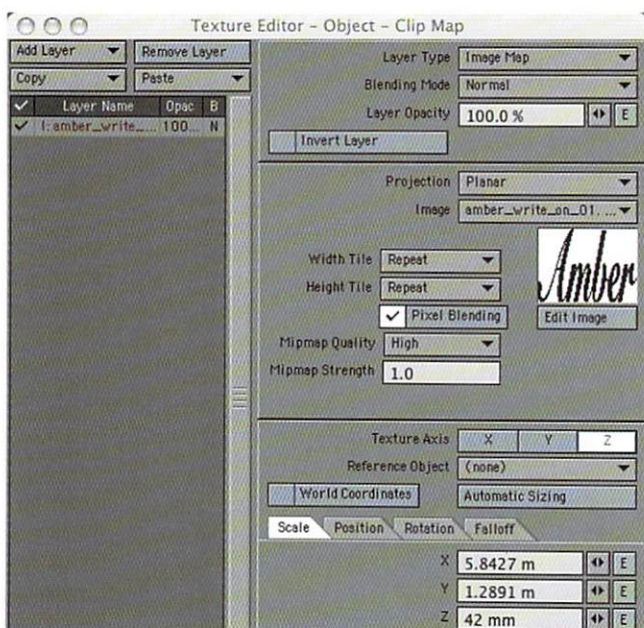 Texture Editor – Object – Clip Map
Add Layer Remove Layer
Copy Paste
Layer Name Opac B
I: amber_write_... 100... N
Layer Type Image Map
Blending Mode Normal
Layer Opacity 100.0 % E
Invert Layer
Projection Planar
Image amber_write_on_01. ...
Amber
Width Tile Repeat
Height Tile Repeat
Pixel Blending Edit Image
Mipmap Quality High
Mipmap Strength 1.0
Texture Axis X Y Z
Reference Object (none)
World Coordinates Automatic Sizing
Scale Position Rotation Falloff
X 5.8427 m E
Y 1.2891 m E
Z 42 mm E